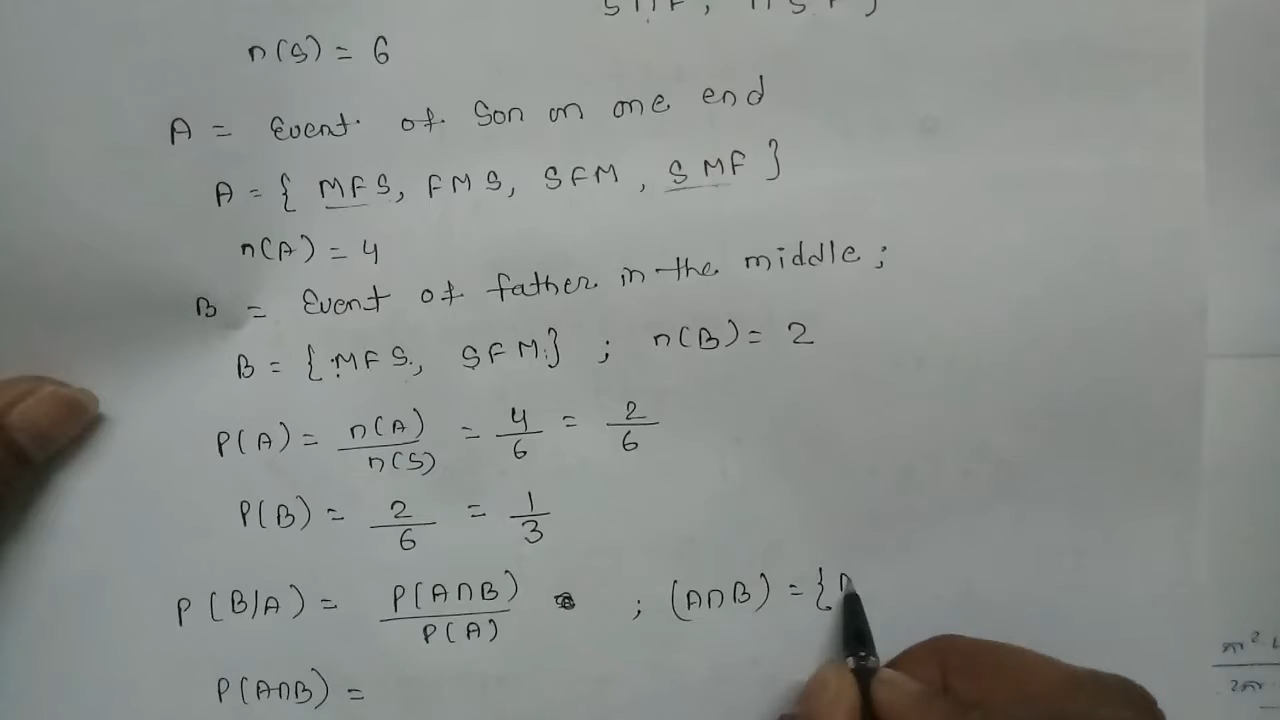 n(S) = 6
A = Event of Son on one end
A = { MFS, FMS, SFM, SMF }
n(A) = 4
B = Event of father in the middle ;
B = { MFS, SFM } ; n(B) = 2
P(A) = n(A)/n(S) = 4/6 = 2/6
P(B) = 2/6 = 1/3
P(B/A) = P(A∩B)/P(A) ; (A∩B) = {
P(A∩B) =